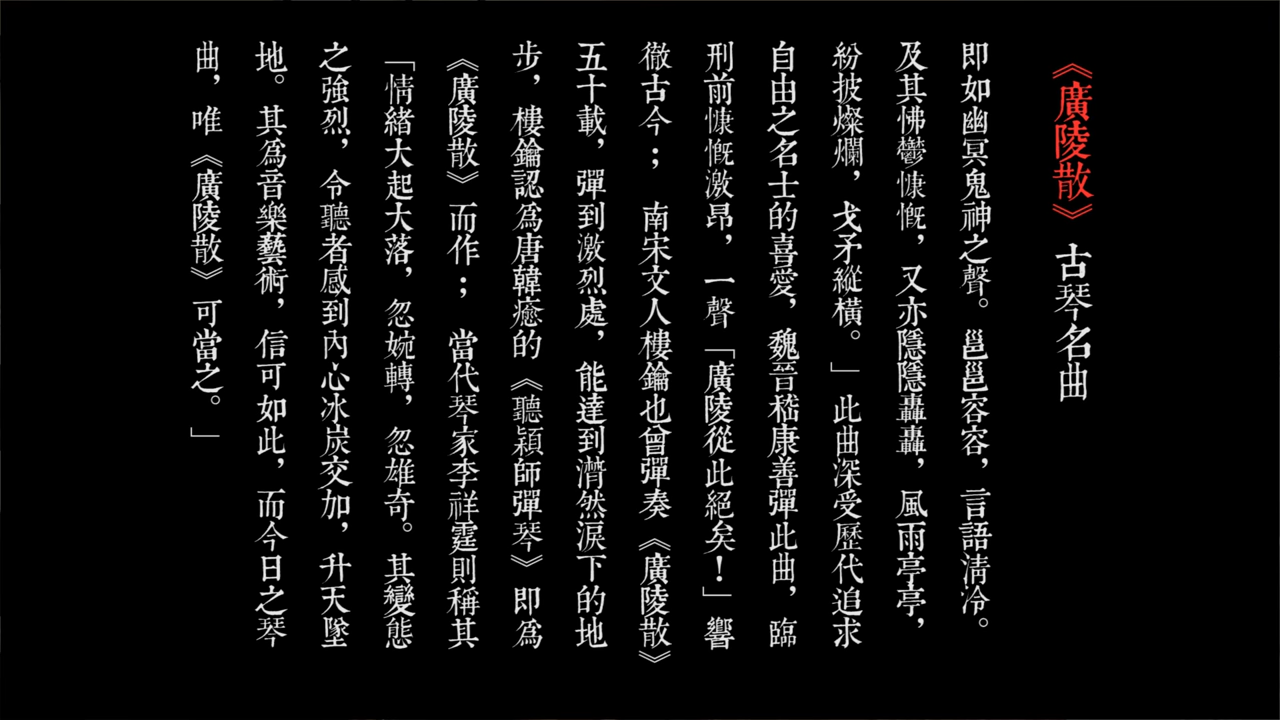 《廣陵散》古琴名曲
即如幽冥鬼神之聲。邕邕容容，言語清泠。
及其怫鬱慷慨，又亦隱隱轟轟，風雨亭亭，
紛披燦爛，戈矛縱橫。」此曲深受歷代追求
自由之名士的喜愛，魏晉嵇康善彈此曲，臨
刑前慷慨激昂，一聲「廣陵從此絕矣！」響
徹古今；南宋文人樓鑰也曾彈奏《廣陵散》
五十載，彈到激烈處，能達到潸然淚下的地
步，樓鑰認爲唐韓癒的《聽穎師彈琴》即爲
《廣陵散》而作；當代琴家李祥霆則稱其
「情緒大起大落，忽婉轉，忽雄奇。其變態
之強烈，令聽者感到內心冰炭交加，升天墜
地。其爲音樂藝術，信可如此，而今日之琴
曲，唯《廣陵散》可當之。」